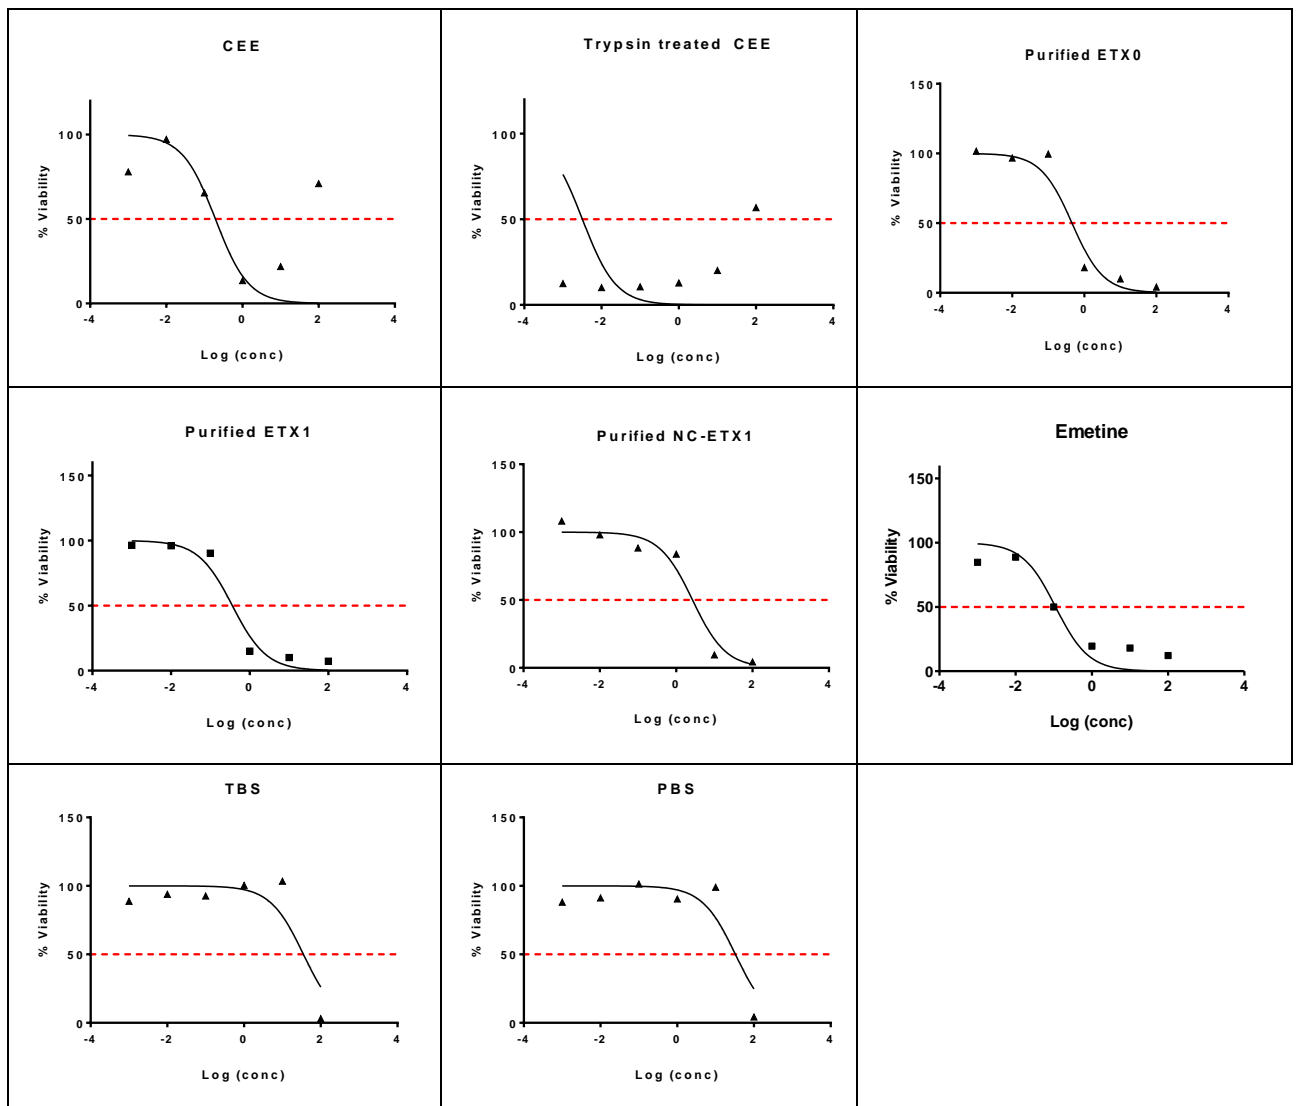 CEE
% Viability
100
50
0
-4 -2 0 2 4
Log (conc)
Trypsin treated CEE
% Viability
100
50
0
-4 -2 0 2 4
Log (conc)
Purified ETX0
% Viability
150
100
50
0
-4 -2 0 2 4
Log (conc)
Purified ETX1
% Viability
150
100
50
0
-4 -2 0 2 4
Log (conc)
Purified NC-ETX1
% Viability
150
100
50
0
-4 -2 0 2 4
Log (conc)
Emetine
% Viability
150
100
50
0
-4 -2 0 2 4
Log (conc)
TBS
% Viability
150
100
50
0
-4 -2 0 2 4
Log (conc)
PBS
% Viability
150
100
50
0
-4 -2 0 2 4
Log (conc)